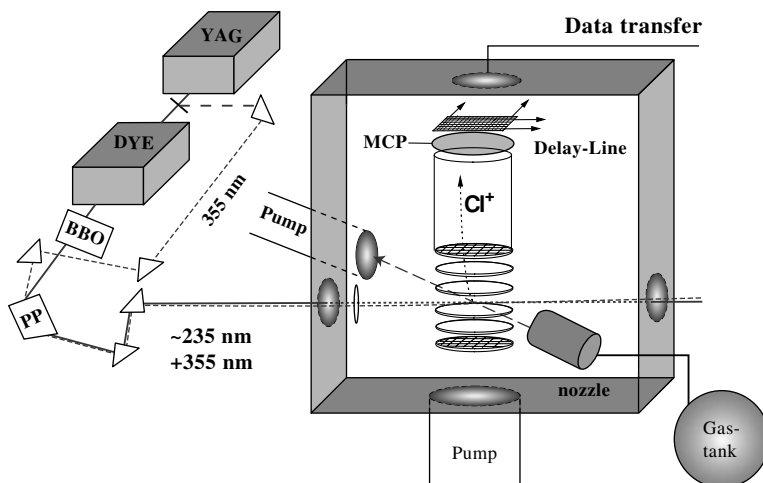 YAG
Data transfer
DYE
MCP
Delay-Line
355 nm
Cl⁺
Pump
BBO
PP
~235 nm
+355 nm
nozzle
Gas-
tank
Pump